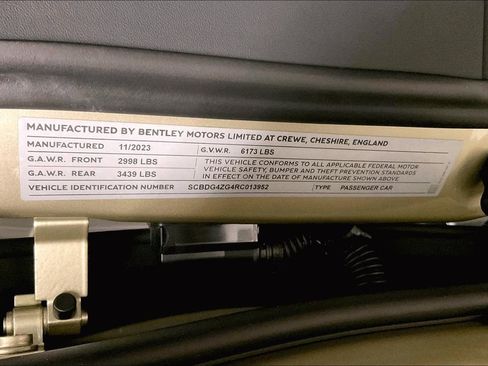 MANUFACTURED BY BENTLEY MOTORS LIMITED AT CREWE, CHESHIRE, ENGLAND
MANUFACTURED 11/2023 G.V.W.R. 6173 LBS
G.A.W.R. FRONT 2998 LBS
G.A.W.R. REAR 3439 LBS
THIS VEHICLE CONFORMS TO ALL APPLICABLE FEDERAL MOTOR
VEHICLE SAFETY, BUMPER AND THEFT PREVENTION STANDARDS
IN EFFECT ON THE DATE OF MANUFACTURE SHOWN ABOVE
VEHICLE IDENTIFICATION NUMBER SCBDG4ZG4RC013952 TYPE PASSENGER CAR